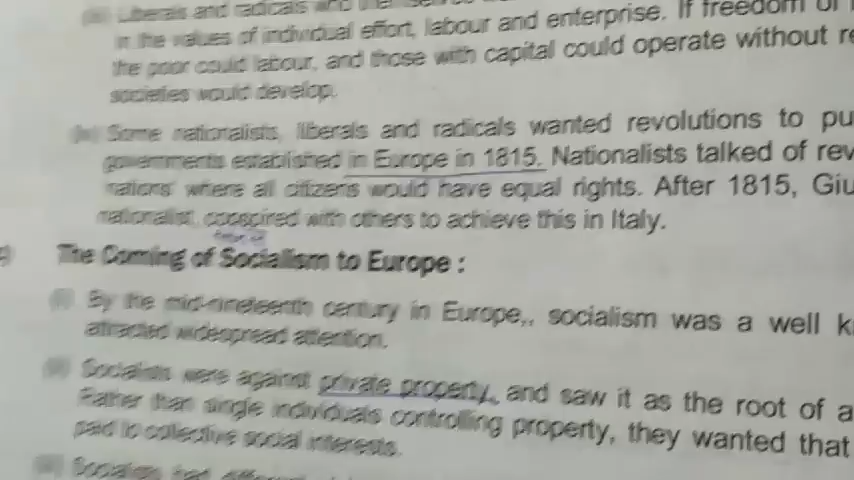 Liberals and radicals
in the values of individual effort, labour and enterprise. If freedom of
the poor could labour, and those with capital could operate without re
societies would develop.
Some nationalists, liberals and radicals wanted revolutions to pu
governments established in Europe in 1815. Nationalists talked of rev
'nations' where all citizens would have equal rights. After 1815, Giu
nationalist, conspired with others to achieve this in Italy.
The Coming of Socialism to Europe :
(i) By the mid-nineteenth century in Europe,, socialism was a well k
attracted widespread attention.
(ii) Socialists were against private property, and saw it as the root of a
Rather than single individuals controlling property, they wanted that
paid to collective social interests.
(iii) Socialists had different